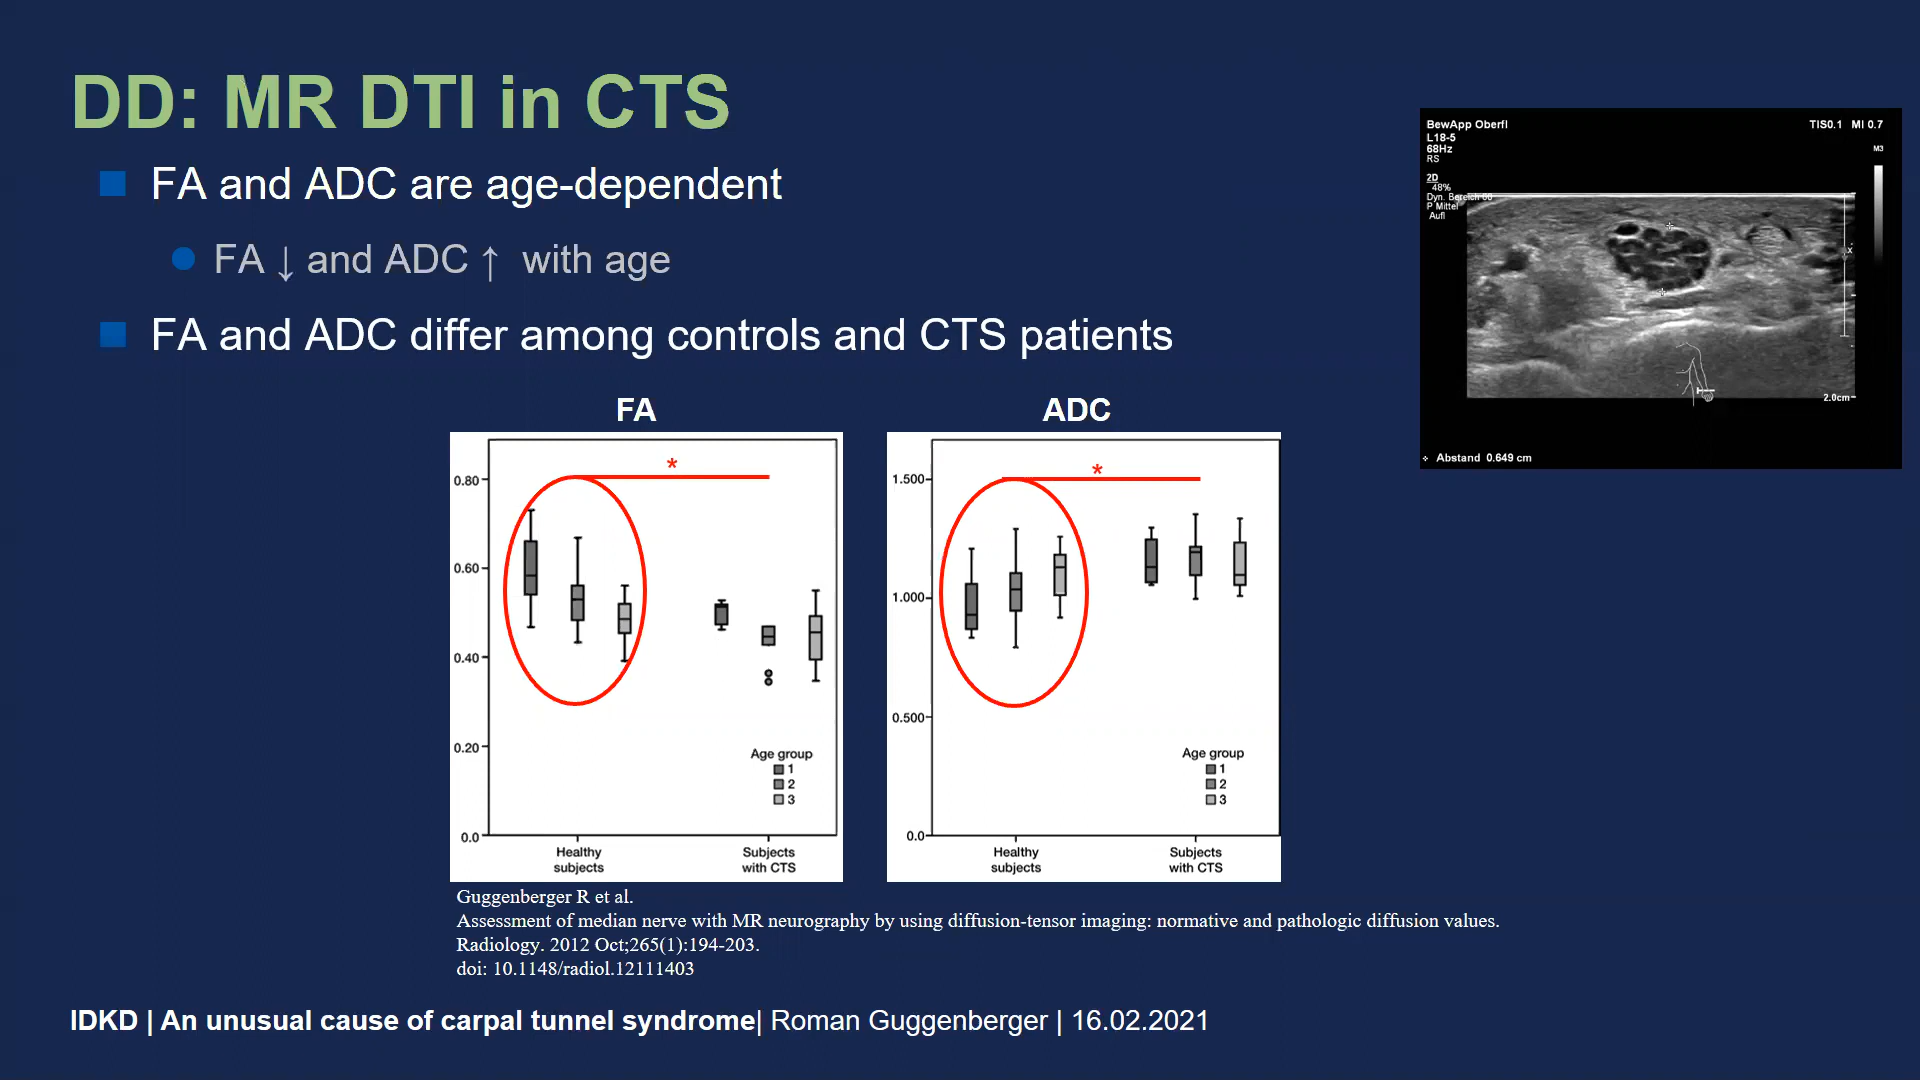 DD: MR DTI in CTS
FA and ADC are age-dependent
FA ↓ and ADC ↑ with age
FA and ADC differ among controls and CTS patients
BewApp Oberfl
TIS0.1 MI 0.7
L18-5
68Hz
RS
M3
2D
48%
Dyn. Bereich 60
P Mittel
Aufl
x
2.0cm
Abstand 0.649 cm
FA
*
0.80
0.60
0.40
0.20
0.0
Age group
1
2
3
Healthy
subjects
Subjects
with CTS
ADC
*
1.500
1.000
0.500
0.0
Age group
1
2
3
Healthy
subjects
Subjects
with CTS
Guggenberger R et al.
Assessment of median nerve with MR neurography by using diffusion-tensor imaging: normative and pathologic diffusion values.
Radiology. 2012 Oct;265(1):194-203.
doi: 10.1148/radiol.12111403
IDKD | An unusual cause of carpal tunnel syndrome| Roman Guggenberger | 16.02.2021